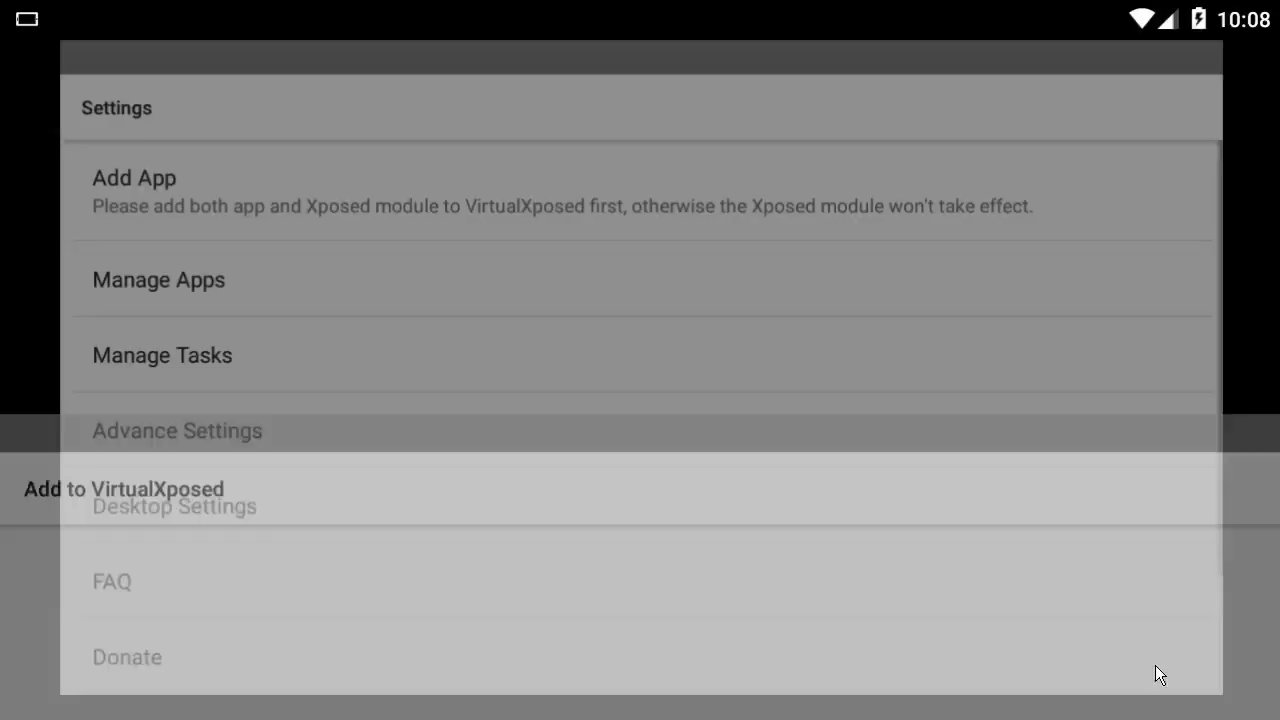 10:08
Settings
Add App
Please add both app and Xposed module to VirtualXposed first, otherwise the Xposed module won't take effect.
Manage Apps
Manage Tasks
Advance Settings
Add to VirtualXposed
Desktop Settings
FAQ
Donate